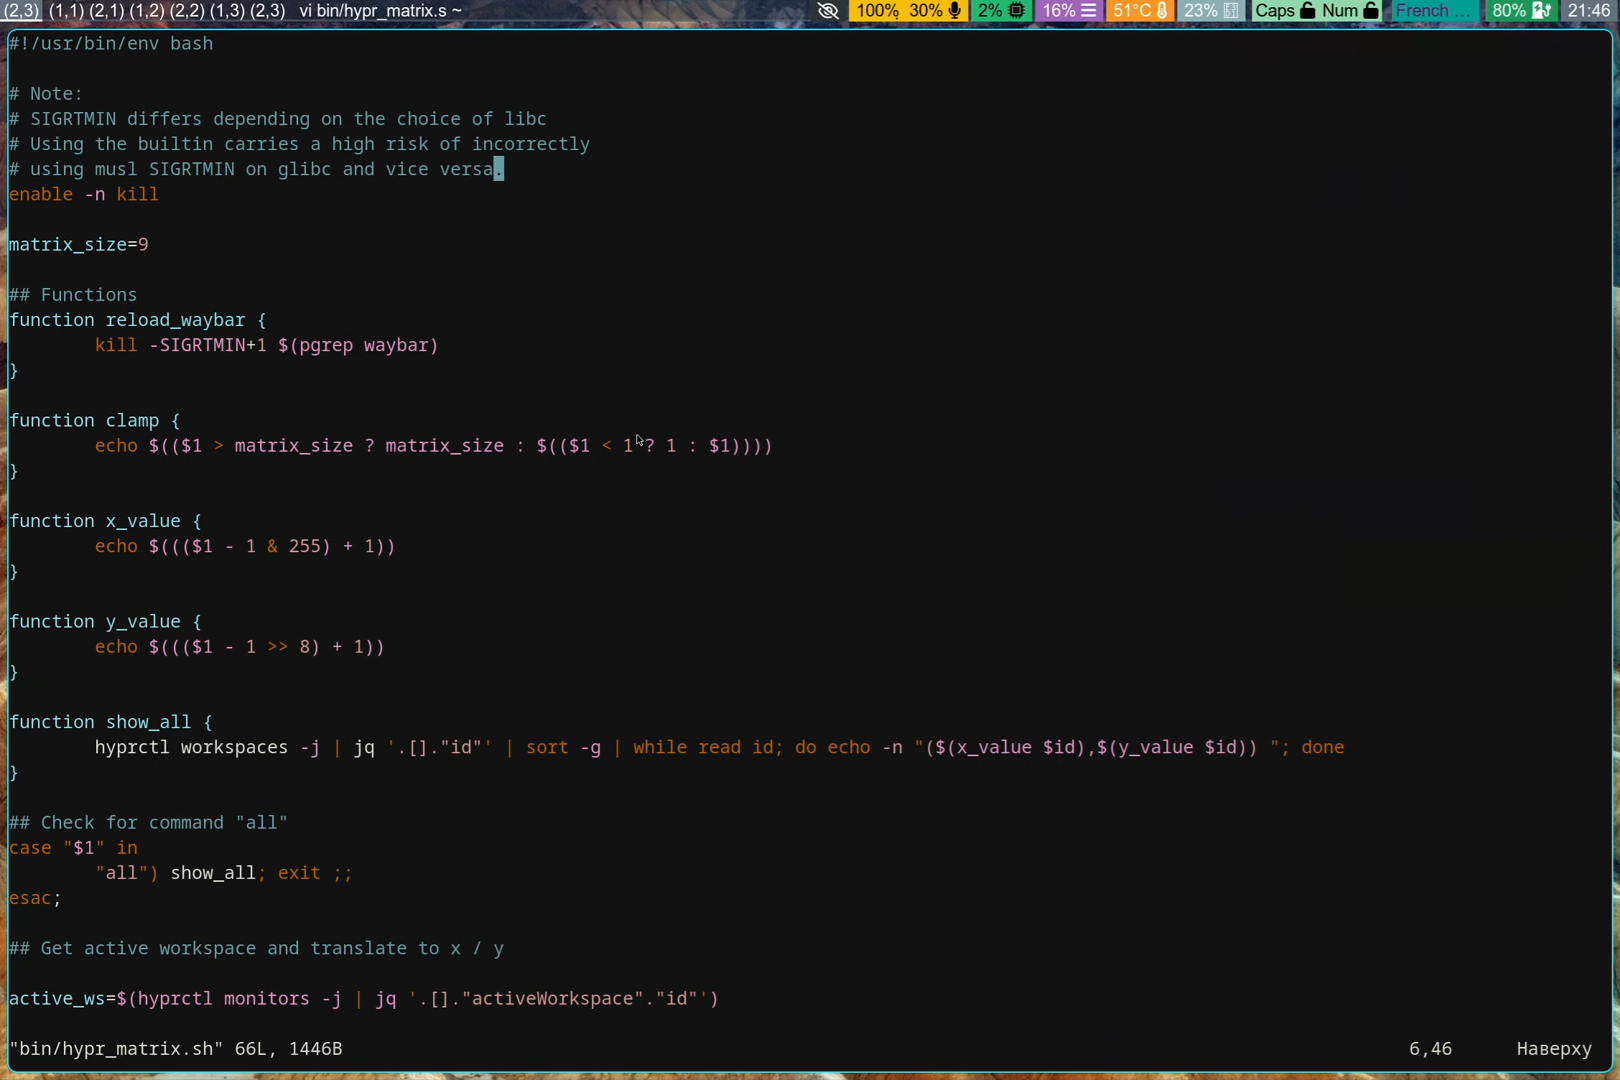 (2,3) (1,1) (2,1) (1,2) (2,2) (1,3) (2,3) vi bin/hypr_matrix.s ~ 100% 30% 2% 16% 51°C 23% Caps Num French ... 80% 21:46
#!/usr/bin/env bash
# Note:
# SIGRTMIN differs depending on the choice of libc
# Using the builtin carries a high risk of incorrectly
# using musl SIGRTMIN on glibc and vice versa.
enable -n kill
matrix_size=9
## Functions
function reload_waybar {
kill -SIGRTMIN+1 $(pgrep waybar)
}
function clamp {
echo $(($1 > matrix_size ? matrix_size : $(($1 < 1 ? 1 : $1))))
}
function x_value {
echo $((($1 - 1 & 255) + 1))
}
function y_value {
echo $((($1 - 1 >> 8) + 1))
}
function show_all {
hyprctl workspaces -j | jq '.[]."id"' | sort -g | while read id; do echo -n "($(x_value $id),$(y_value $id)) "; done
}
## Check for command "all"
case "$1" in
"all") show_all; exit ;;
esac;
## Get active workspace and translate to x / y
active_ws=$(hyprctl monitors -j | jq '.[]."activeWorkspace"."id"')
"bin/hypr_matrix.sh" 66L, 1446B 6,46 Наверху